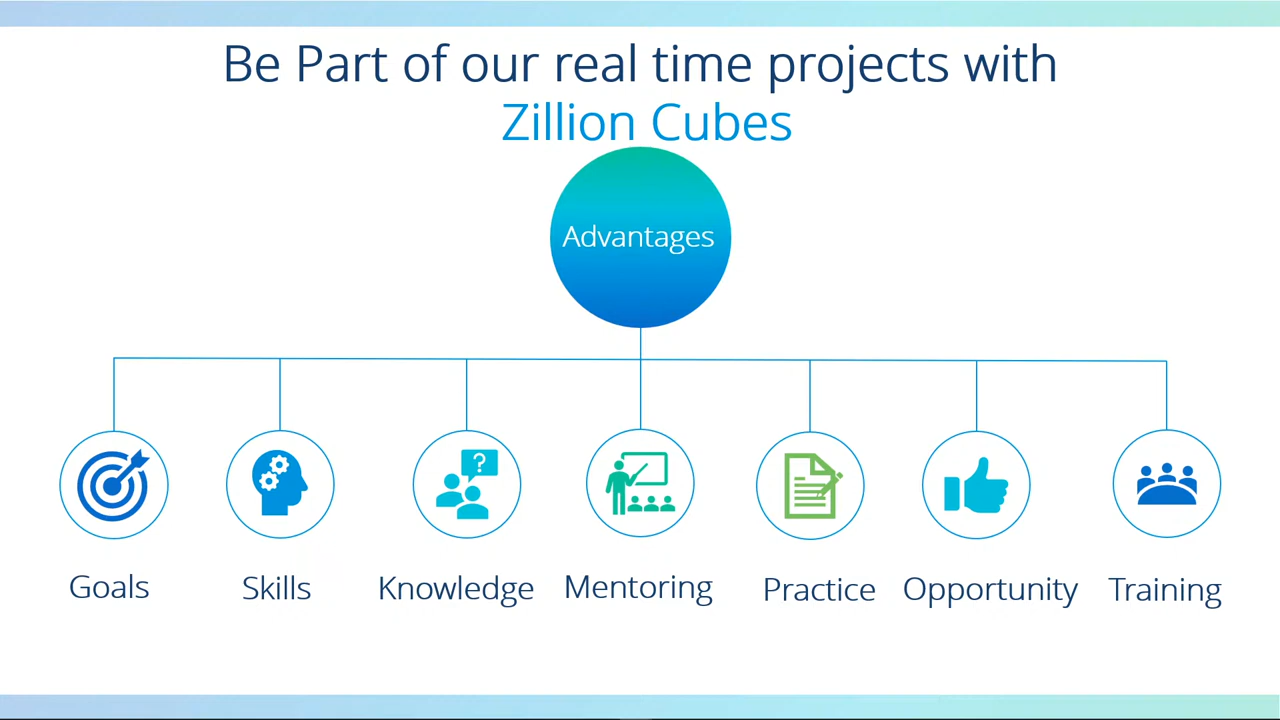 Be Part of our real time projects with
Zillion Cubes
Advantages
?
Goals Skills Knowledge Mentoring Practice Opportunity Training